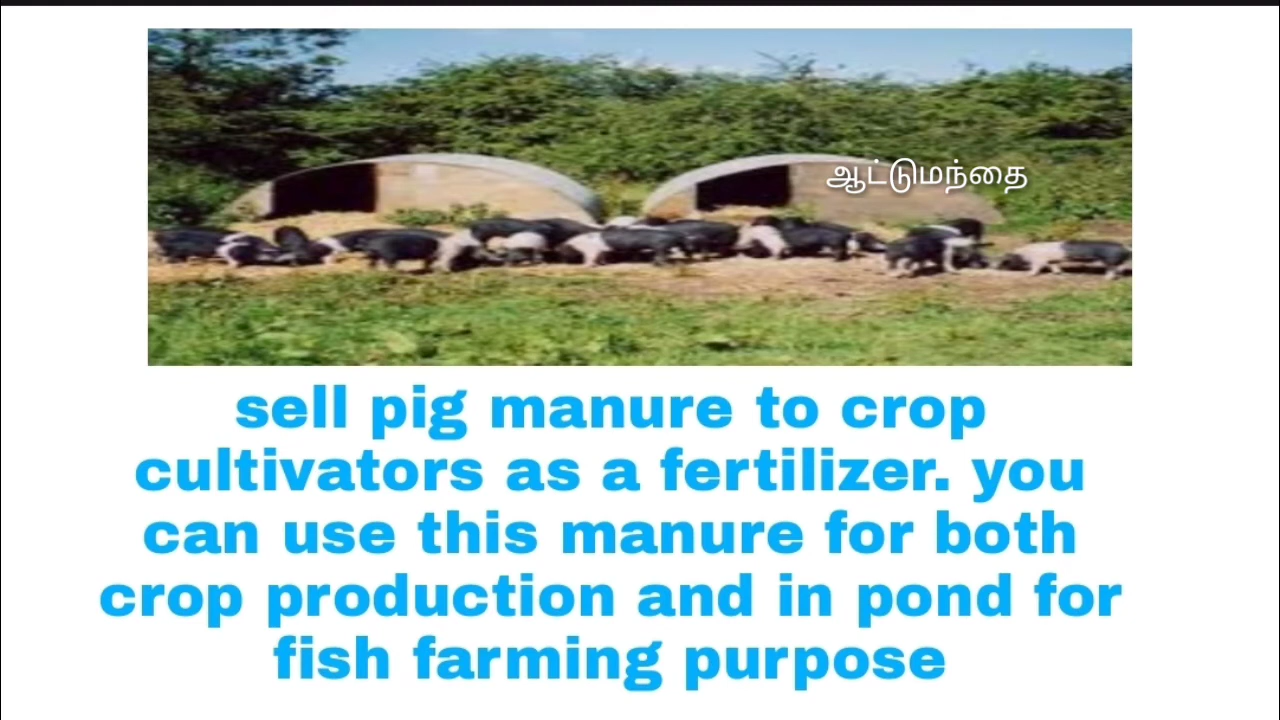 ஆட்டுமந்தை
sell pig manure to crop
cultivators as a fertilizer. you
can use this manure for both
crop production and in pond for
fish farming purpose